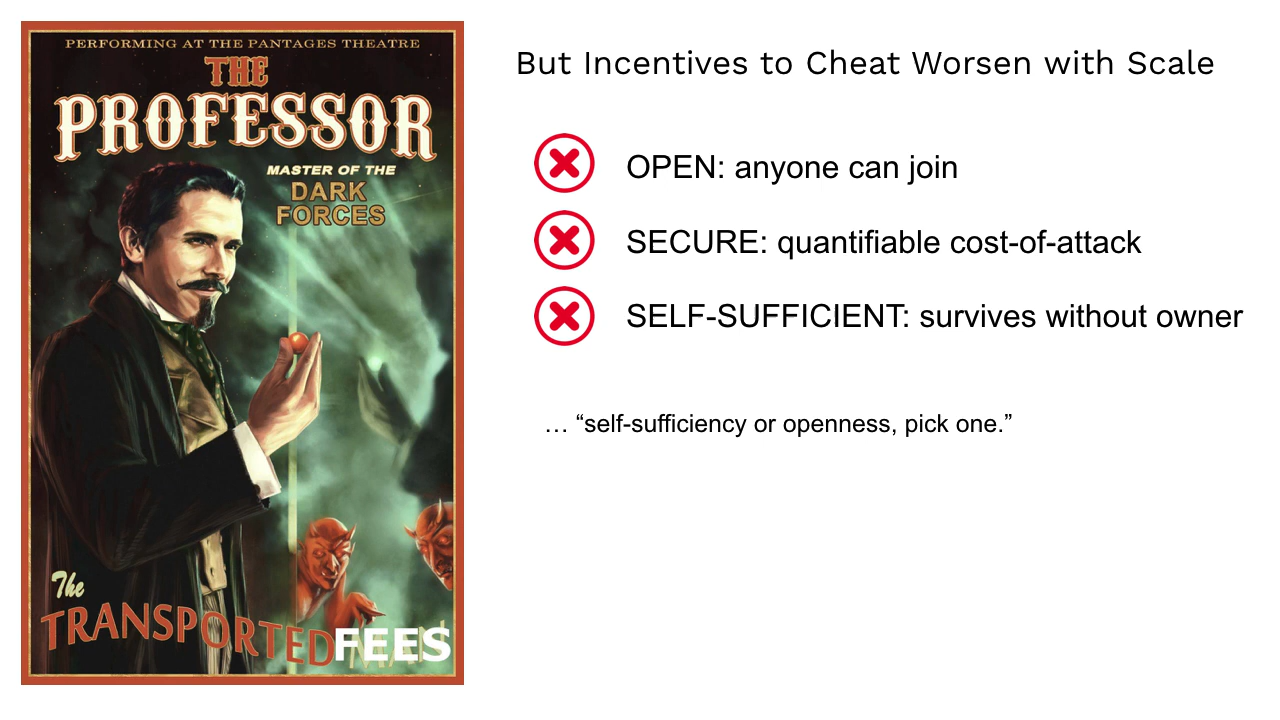 PERFORMING AT THE PANTAGES THEATRE
THE
PROFESSOR
MASTER OF THE
DARK
FORCES
The
TRANSPORTED FEES
But Incentives to Cheat Worsen with Scale
OPEN: anyone can join
SECURE: quantifiable cost-of-attack
SELF-SUFFICIENT: survives without owner
… “self-sufficiency or openness, pick one.”